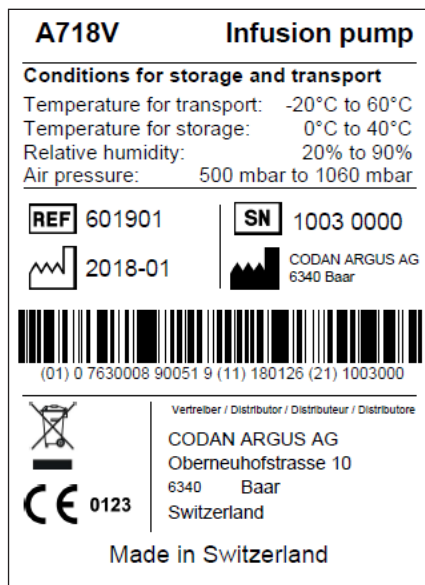 A718V Infusion pump
Conditions for storage and transport
Temperature for transport: -20°C to 60°C
Temperature for storage: 0°C to 40°C
Relative humidity: 20% to 90%
Air pressure: 500 mbar to 1060 mbar
REF 601901
SN 1003 0000
2018-01
CODAN ARGUS AG
6340 Baar
(01) 0 7630008 90051 9 (11) 180126 (21) 1003000
Vertreiber / Distributor / Distributeur / Distributore
CODAN ARGUS AG
Oberneuhofstrasse 10
6340 Baar
Switzerland
CE 0123
Made in Switzerland